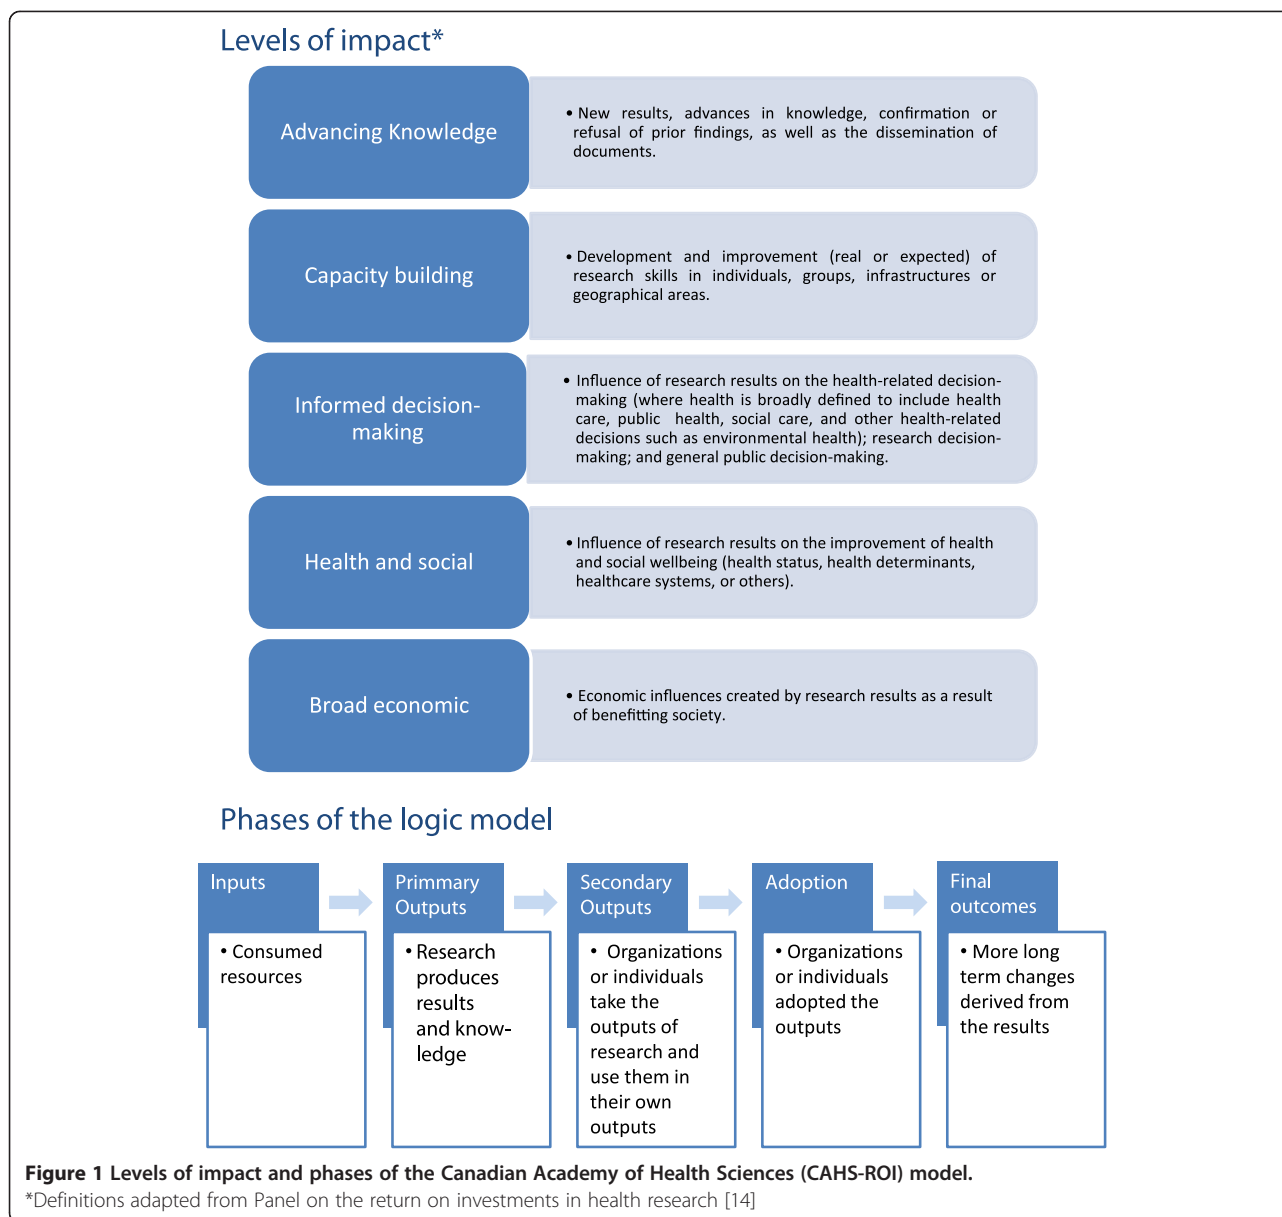 Levels of impact*
Advancing Knowledge
• New results, advances in knowledge, confirmation or
refusal of prior findings, as well as the dissemination of
documents.
Capacity building
• Development and improvement (real or expected) of
research skills in individuals, groups, infrastructures or
geographical areas.
Informed decision-
making
• Influence of research results on the health-related decision-
making (where health is broadly defined to include health
care, public health, social care, and other health-related
decisions such as environmental health); research decision-
making; and general public decision-making.
Health and social
• Influence of research results on the improvement of health
and social wellbeing (health status, health determinants,
healthcare systems, or others).
Broad economic
• Economic influences created by research results as a result
of benefitting society.
Phases of the logic model
Inputs
• Consumed
resources
Primmary
Outputs
• Research
produces
results
and know-
ledge
Secondary
Outputs
• Organizations
or individuals
take the
outputs of
research and
use them in
their own
outputs
Adoption
• Organizations
or individuals
adopted the
outputs
Final
outcomes
• More long
term changes
derived from
the results
Figure 1 Levels of impact and phases of the Canadian Academy of Health Sciences (CAHS-ROI) model.
*Definitions adapted from Panel on the return on investments in health research [14]